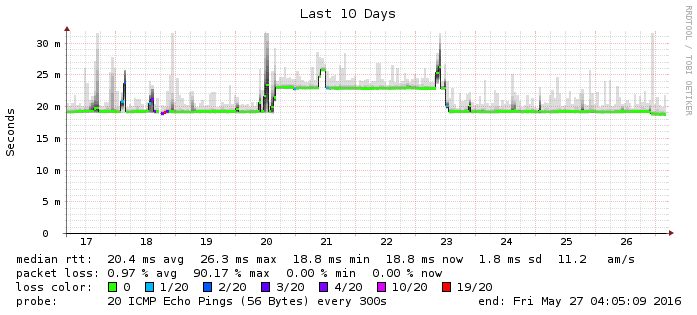 Last 10 Days
RRDTOOL / TOBI OETIKER
Seconds
30 m
25 m
20 m
15 m
10 m
5 m
0
17 18 19 20 21 22 23 24 25 26
median rtt: 20.4 ms avg 26.3 ms max 18.8 ms min 18.8 ms now 1.8 ms sd 11.2 am/s
packet loss: 0.97 % avg 90.17 % max 0.00 % min 0.00 % now
loss color: 0 1/20 2/20 3/20 4/20 10/20 19/20
probe: 20 ICMP Echo Pings (56 Bytes) every 300s end: Fri May 27 04:05:09 2016